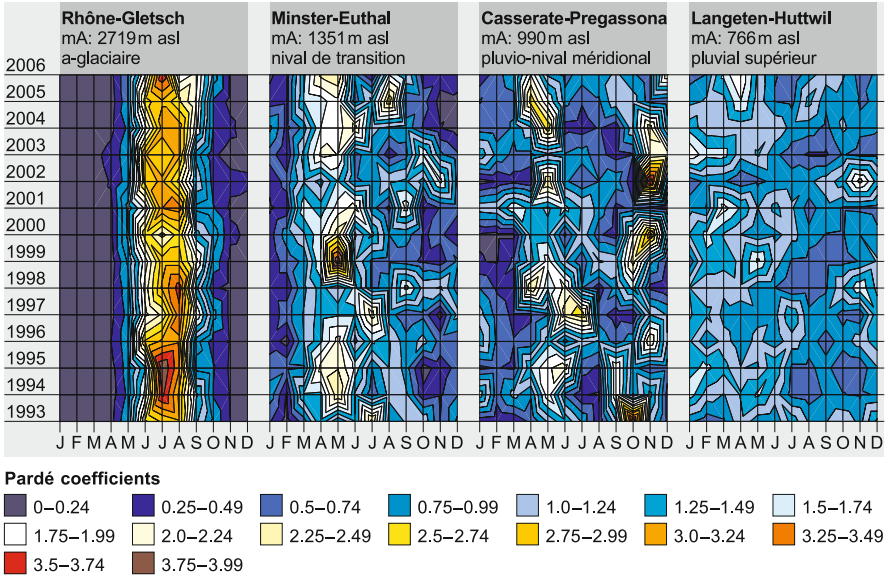 Rhône-Gletsch
mA: 2719 m asl
a-glaciaire
Minster-Euthal
mA: 1351 m asl
nival de transition
Casserate-Pregassona
mA: 990 m asl
pluvio-nival méridional
Langeten-Huttwil
mA: 766 m asl
pluvial supérieur
2006
2005
2004
2003
2002
2001
2000
1999
1998
1997
1996
1995
1994
1993
J F M A M J J A S O N D
J F M A M J J A S O N D
J F M A M J J A S O N D
J F M A M J J A S O N D
Pardé coefficients
0–0.24 0.25–0.49 0.5–0.74 0.75–0.99 1.0–1.24 1.25–1.49 1.5–1.74
1.75–1.99 2.0–2.24 2.25–2.49 2.5–2.74 2.75–2.99 3.0–3.24 3.25–3.49
3.5–3.74 3.75–3.99